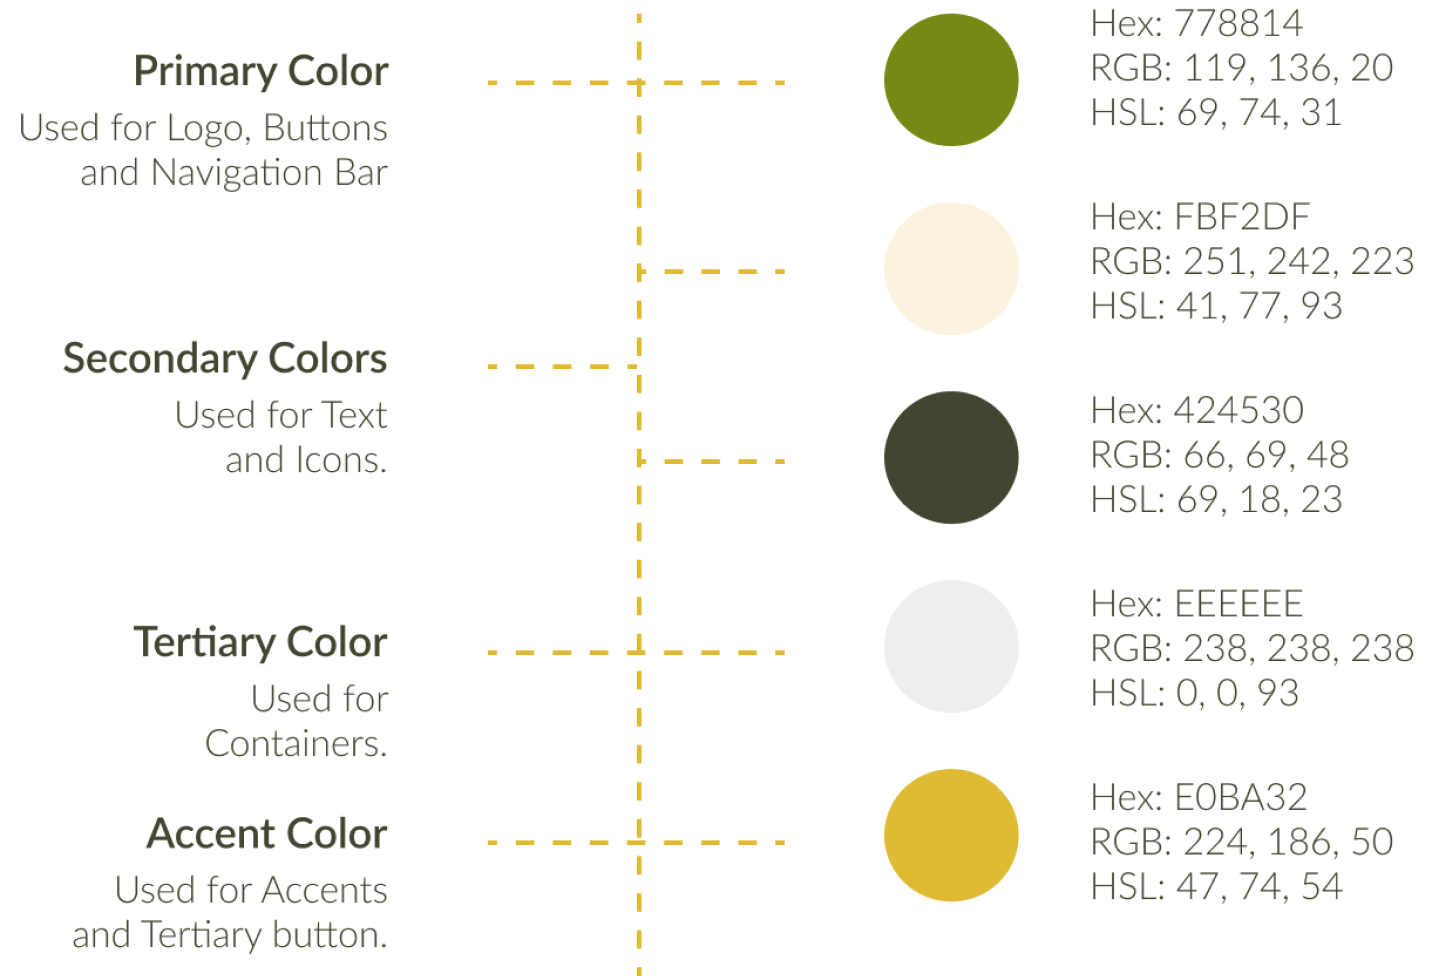 Primary Color
Used for Logo, Buttons
and Navigation Bar
Hex: 778814
RGB: 119, 136, 20
HSL: 69, 74, 31
Secondary Colors
Used for Text
and Icons.
Hex: FBF2DF
RGB: 251, 242, 223
HSL: 41, 77, 93
Hex: 424530
RGB: 66, 69, 48
HSL: 69, 18, 23
Tertiary Color
Used for
Containers.
Hex: EEEEEE
RGB: 238, 238, 238
HSL: 0, 0, 93
Accent Color
Used for Accents
and Tertiary button.
Hex: E0BA32
RGB: 224, 186, 50
HSL: 47, 74, 54